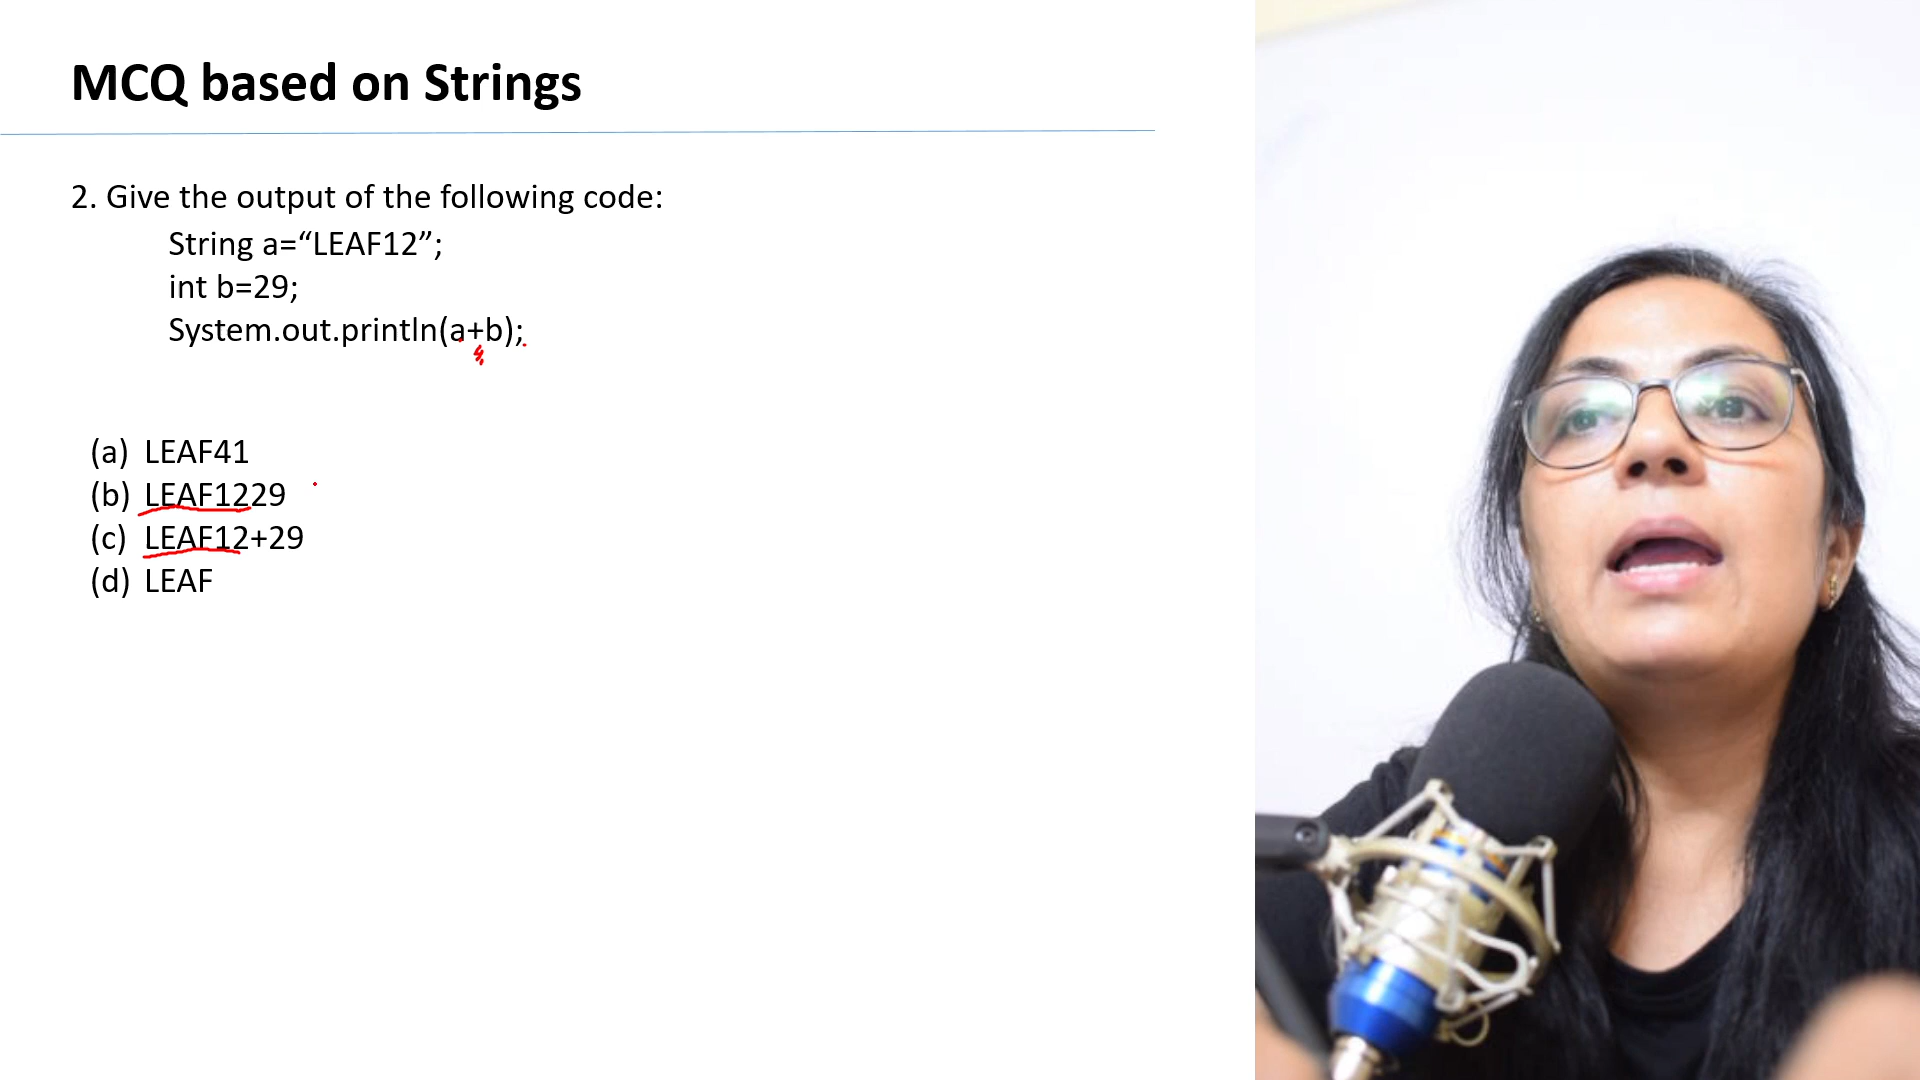 MCQ based on Strings
2. Give the output of the following code:
String a=“LEAF12”;
int b=29;
System.out.println(a+b);
(a) LEAF41
(b) LEAF1229
(c) LEAF12+29
(d) LEAF